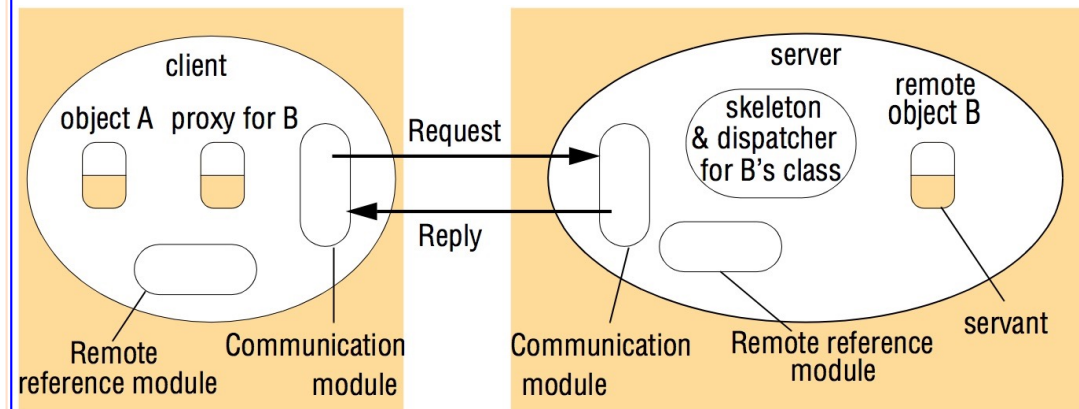 client
object A
proxy for B
Remote
reference module
Communication
module
Request
Reply
server
skeleton
& dispatcher
for B's class
remote
object B
Communication
module
Remote reference
module
servant